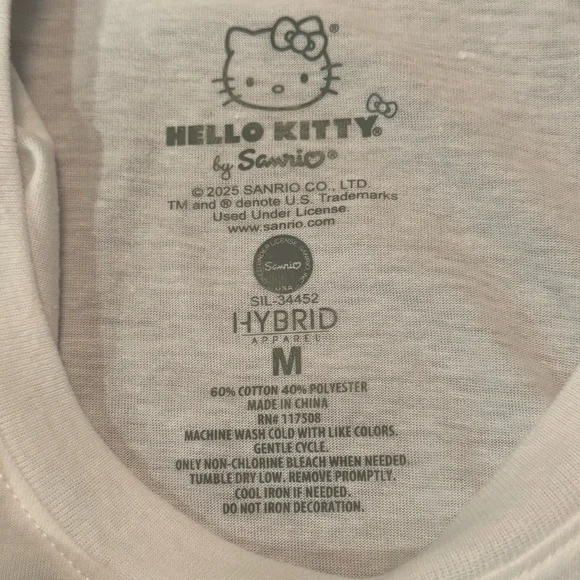 HELLO KITTY®
by Sanrio®
© 2025 SANRIO CO., LTD.
TM and ® denote U.S. Trademarks
Used Under License.
www.sanrio.com
UNDER LICENSE
Sanrio
USA
SIL-34452
HYBRID
APPAREL
M
60% COTTON 40% POLYESTER
MADE IN CHINA
RN# 117508
MACHINE WASH COLD WITH LIKE COLORS.
GENTLE CYCLE.
ONLY NON-CHLORINE BLEACH WHEN NEEDED.
TUMBLE DRY LOW. REMOVE PROMPTLY.
COOL IRON IF NEEDED.
DO NOT IRON DECORATION.